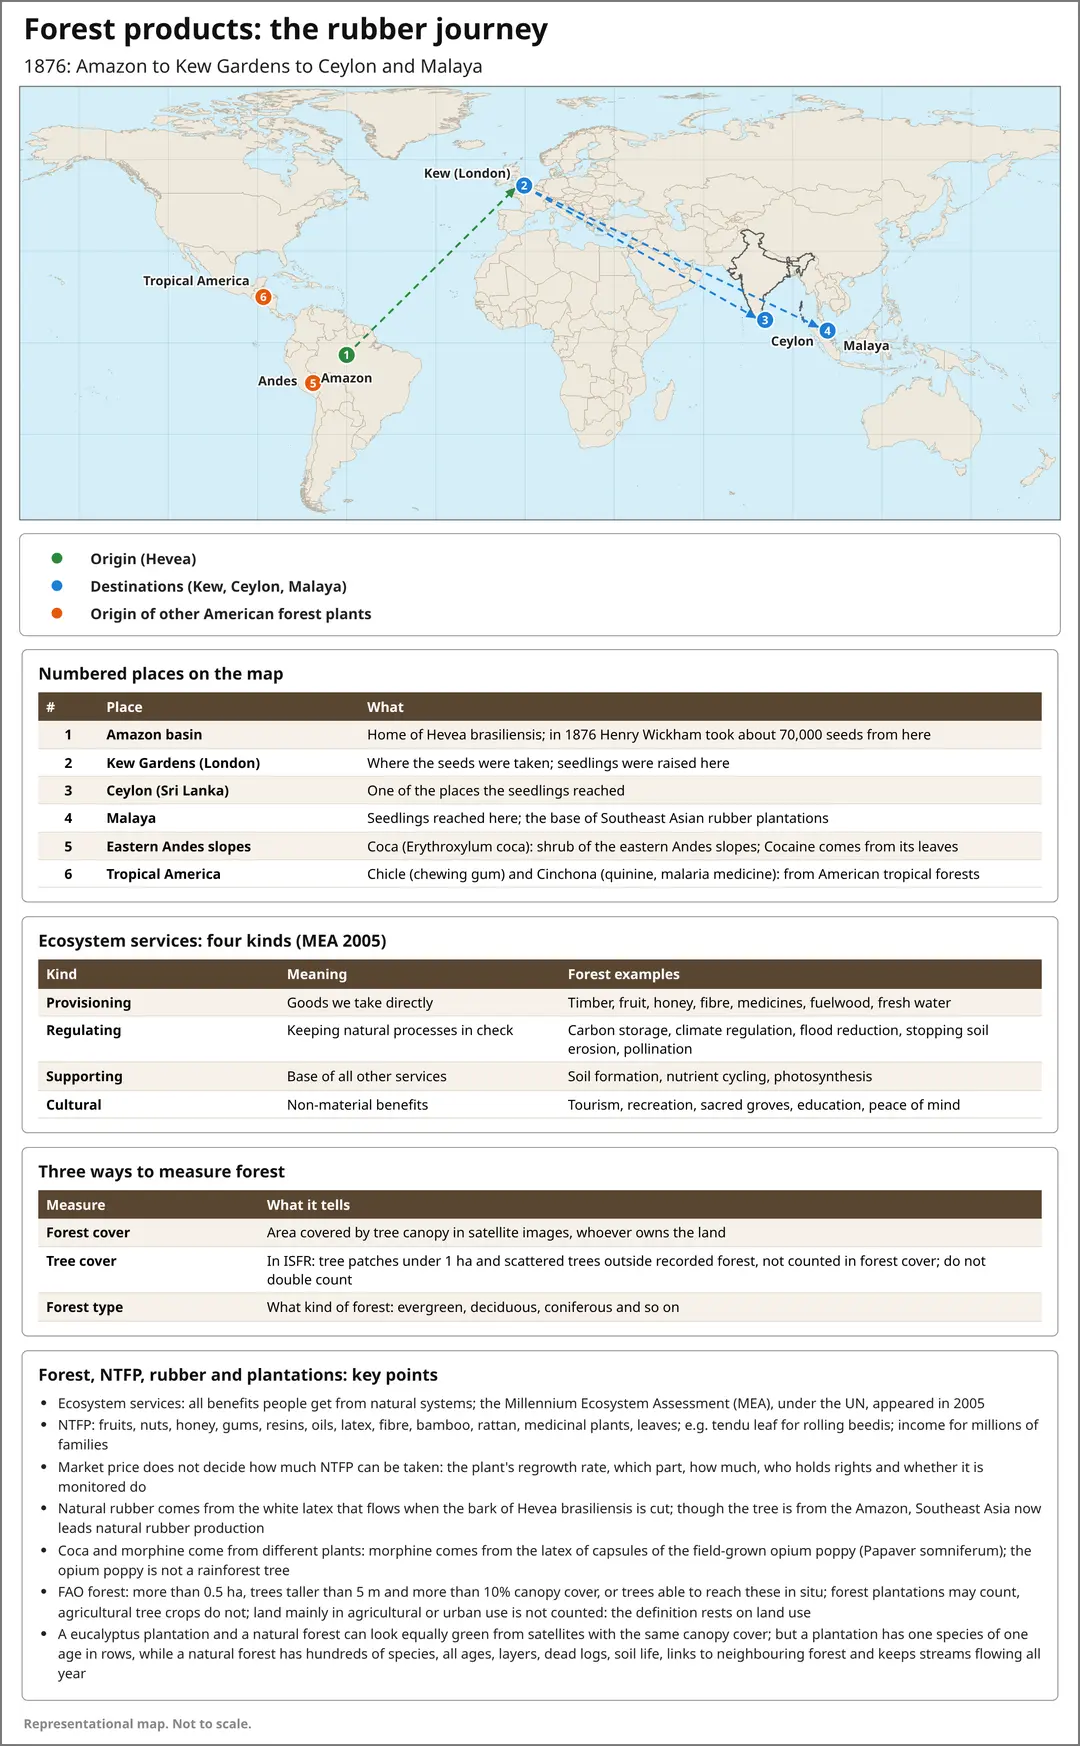 Forest products: the rubber journey
1876: Amazon to Kew Gardens to Ceylon and Malaya
Kew (London)
2
Tropical America
6
3
4
Ceylon
Malaya
1
Andes
5
Amazon
Origin (Hevea)
Destinations (Kew, Ceylon, Malaya)
Origin of other American forest plants
Numbered places on the map
# Place What
1 Amazon basin Home of Hevea brasiliensis; in 1876 Henry Wickham took about 70,000 seeds from here
2 Kew Gardens (London) Where the seeds were taken; seedlings were raised here
3 Ceylon (Sri Lanka) One of the places the seedlings reached
4 Malaya Seedlings reached here; the base of Southeast Asian rubber plantations
5 Eastern Andes slopes Coca (Erythroxylum coca): shrub of the eastern Andes slopes; Cocaine comes from its leaves
6 Tropical America Chicle (chewing gum) and Cinchona (quinine, malaria medicine): from American tropical forests
Ecosystem services: four kinds (MEA 2005)
Kind Meaning Forest examples
Provisioning Goods we take directly Timber, fruit, honey, fibre, medicines, fuelwood, fresh water
Regulating Keeping natural processes in check Carbon storage, climate regulation, flood reduction, stopping soil
erosion, pollination
Supporting Base of all other services Soil formation, nutrient cycling, photosynthesis
Cultural Non-material benefits Tourism, recreation, sacred groves, education, peace of mind
Three ways to measure forest
Measure What it tells
Forest cover Area covered by tree canopy in satellite images, whoever owns the land
Tree cover In ISFR: tree patches under 1 ha and scattered trees outside recorded forest, not counted in forest cover; do not
double count
Forest type What kind of forest: evergreen, deciduous, coniferous and so on
Forest, NTFP, rubber and plantations: key points
• Ecosystem services: all benefits people get from natural systems; the Millennium Ecosystem Assessment (MEA), under the UN, appeared in 2005
• NTFP: fruits, nuts, honey, gums, resins, oils, latex, fibre, bamboo, rattan, medicinal plants, leaves; e.g. tendu leaf for rolling beedis; income for millions of
families
• Market price does not decide how much NTFP can be taken: the plant's regrowth rate, which part, how much, who holds rights and whether it is
monitored do
• Natural rubber comes from the white latex that flows when the bark of Hevea brasiliensis is cut; though the tree is from the Amazon, Southeast Asia now
leads natural rubber production
• Coca and morphine come from different plants: morphine comes from the latex of capsules of the field-grown opium poppy (Papaver somniferum); the
opium poppy is not a rainforest tree
• FAO forest: more than 0.5 ha, trees taller than 5 m and more than 10% canopy cover, or trees able to reach these in situ; forest plantations may count,
agricultural tree crops do not; land mainly in agricultural or urban use is not counted: the definition rests on land use
• A eucalyptus plantation and a natural forest can look equally green from satellites with the same canopy cover; but a plantation has one species of one
age in rows, while a natural forest has hundreds of species, all ages, layers, dead logs, soil life, links to neighbouring forest and keeps streams flowing all
year
Representational map. Not to scale.